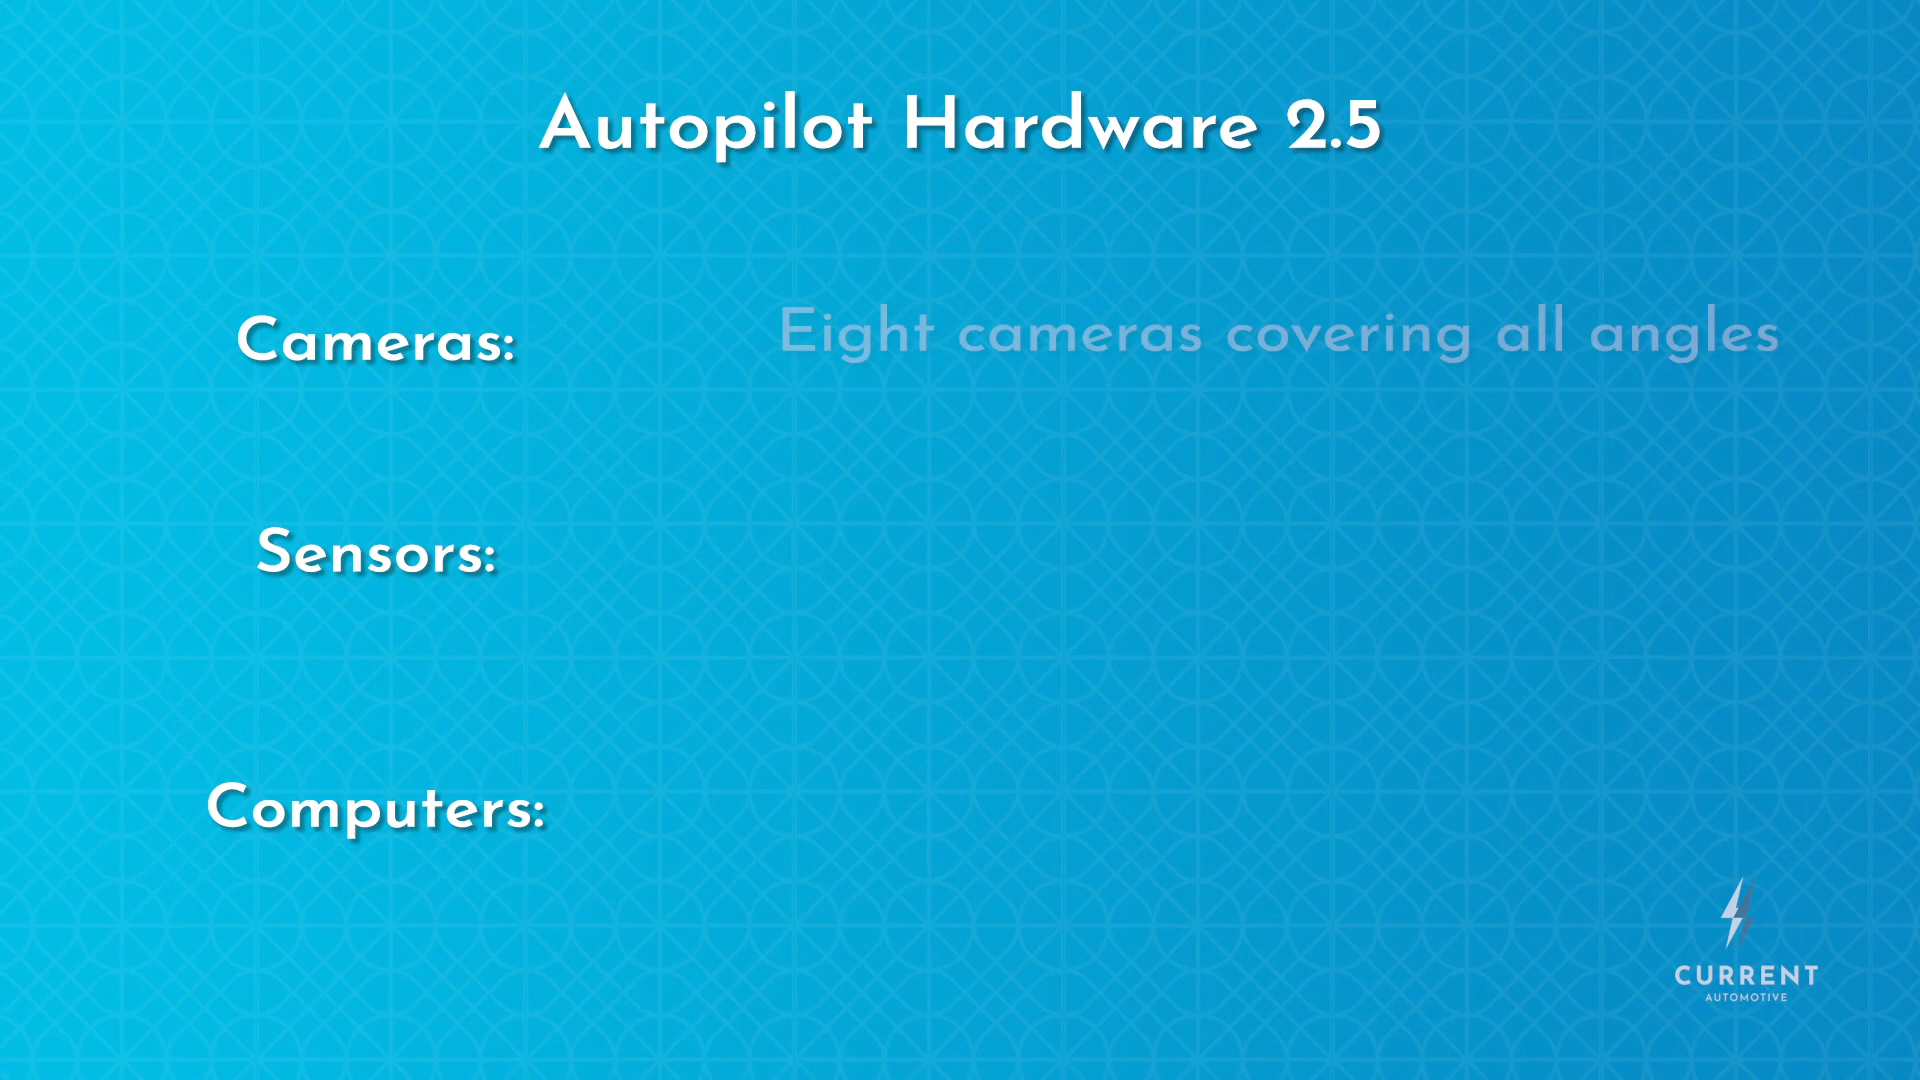 Autopilot Hardware 2.5
Cameras: Eight cameras covering all angles
Sensors:
Computers:
CURRENT
AUTOMOTIVE